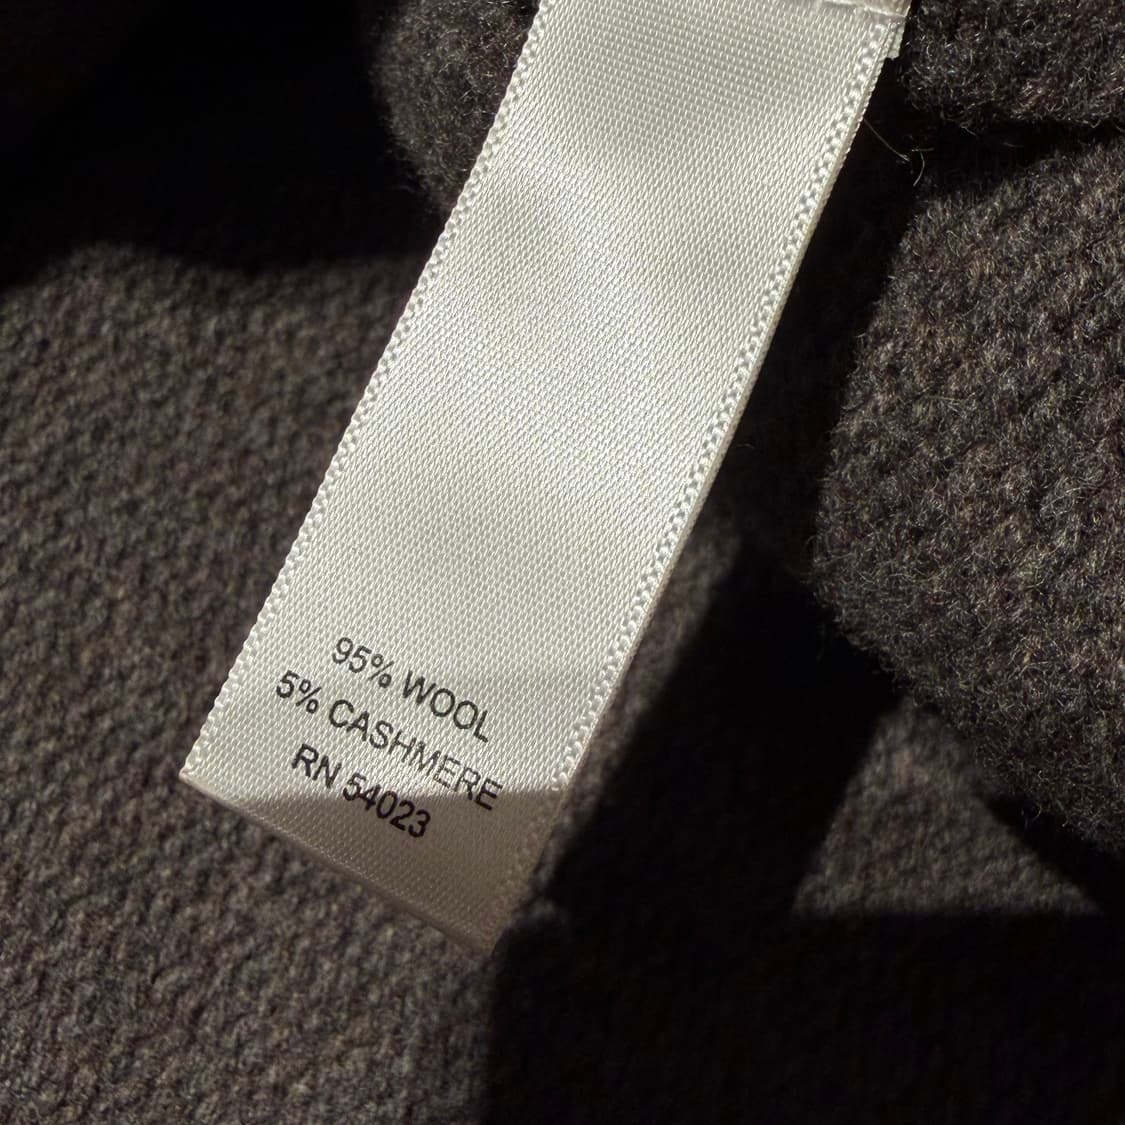 95% WOOL
5% CASHMERE
RN 54023